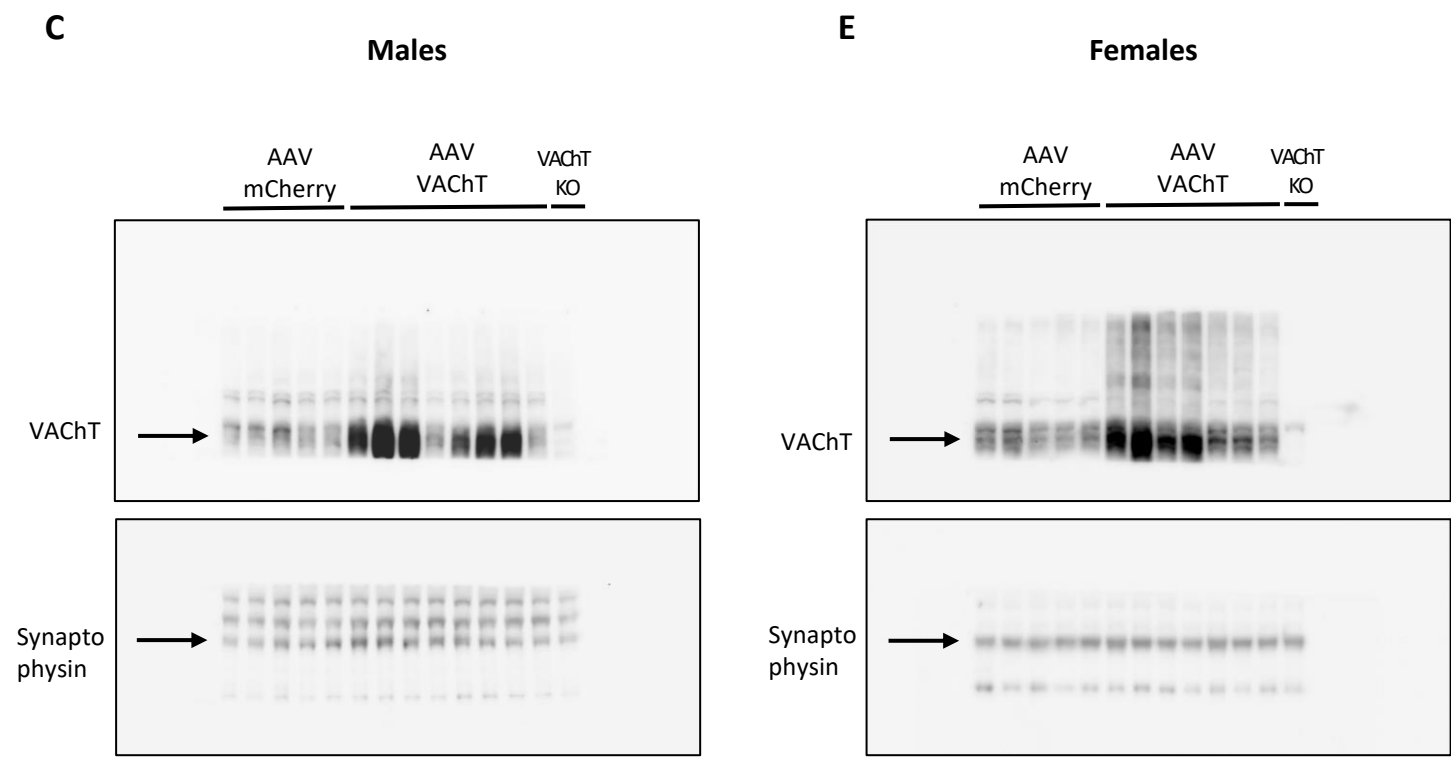 C
Males
AAV
mCherry
AAV
VAChT
VAChT
KO
VAChT
Synapto
physin
E
Females
AAV
mCherry
AAV
VAChT
VAChT
KO
VAChT
Synapto
physin